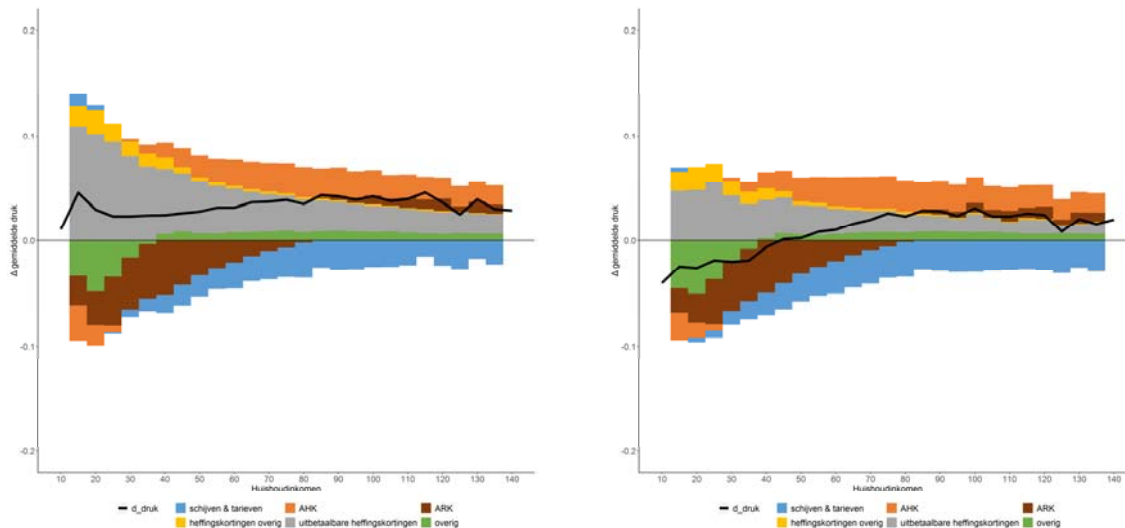 0.2
0.1
0.0
-0.1
-0.2
Δ gemiddelde druk
10 20 30 40 50 60 70 80 90 100 110 120 130 140
Huishoudinkomen
d_druk schijven & tarieven AHK ARK
heffingskortingen overig uitbetaalbare heffingskortingen overig
0.2
0.1
0.0
-0.1
-0.2
Δ gemiddelde druk
10 20 30 40 50 60 70 80 90 100 110 120 130 140
Huishoudinkomen
d_druk schijven & tarieven AHK ARK
heffingskortingen overig uitbetaalbare heffingskortingen overig